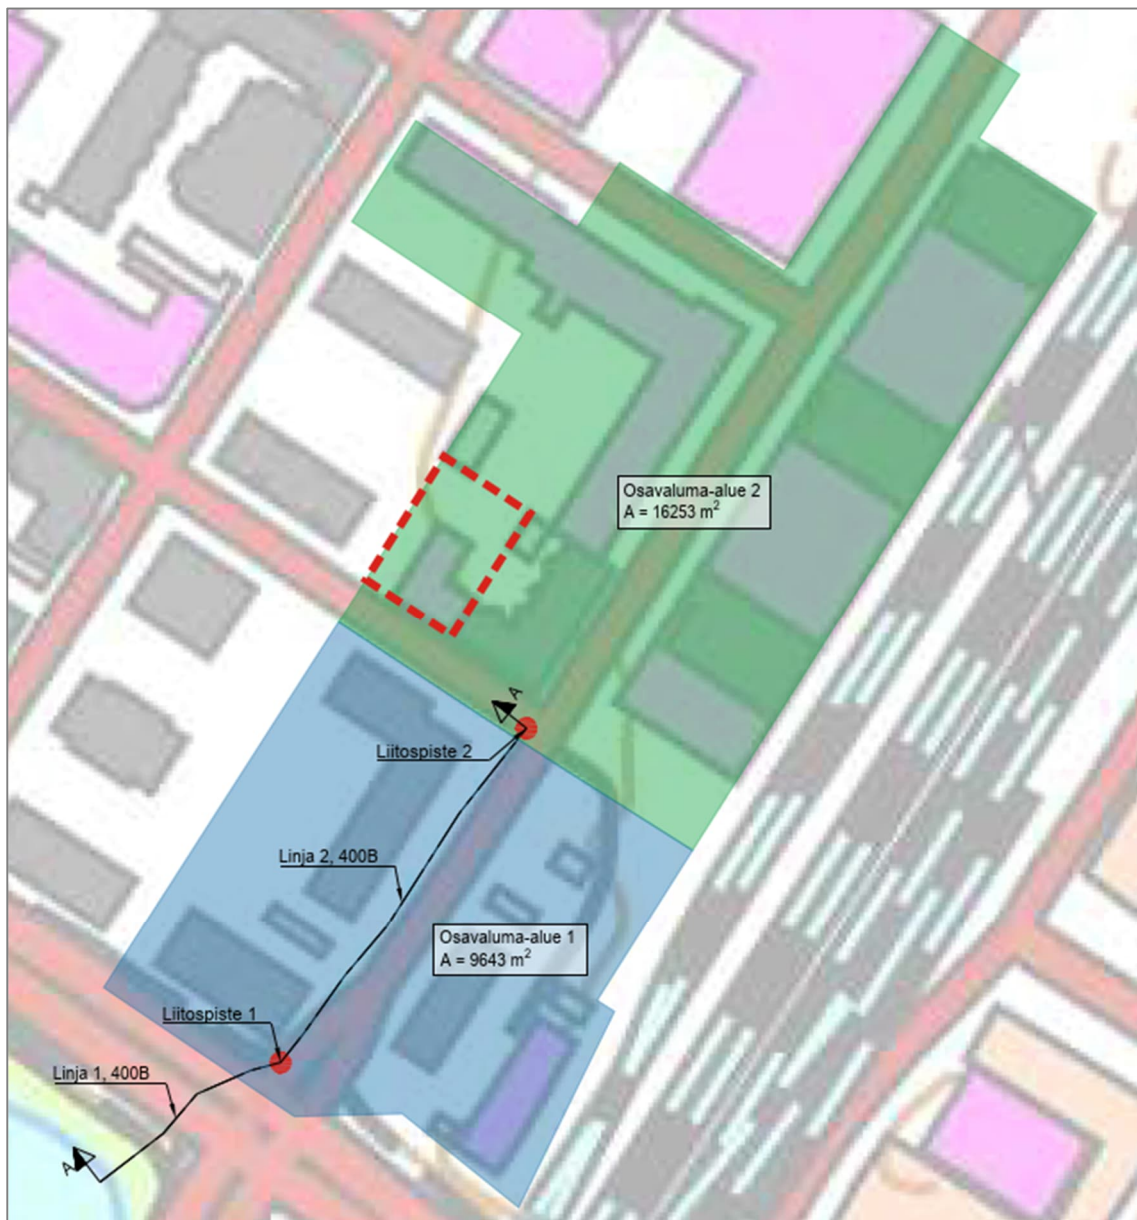 Osavaluma-alue 2
A = 16253 m²
A
Liitospiste 2
Linja 2, 400B
Osavaluma-alue 1
A = 9643 m²
Liitospiste 1
Linja 1, 400B
A